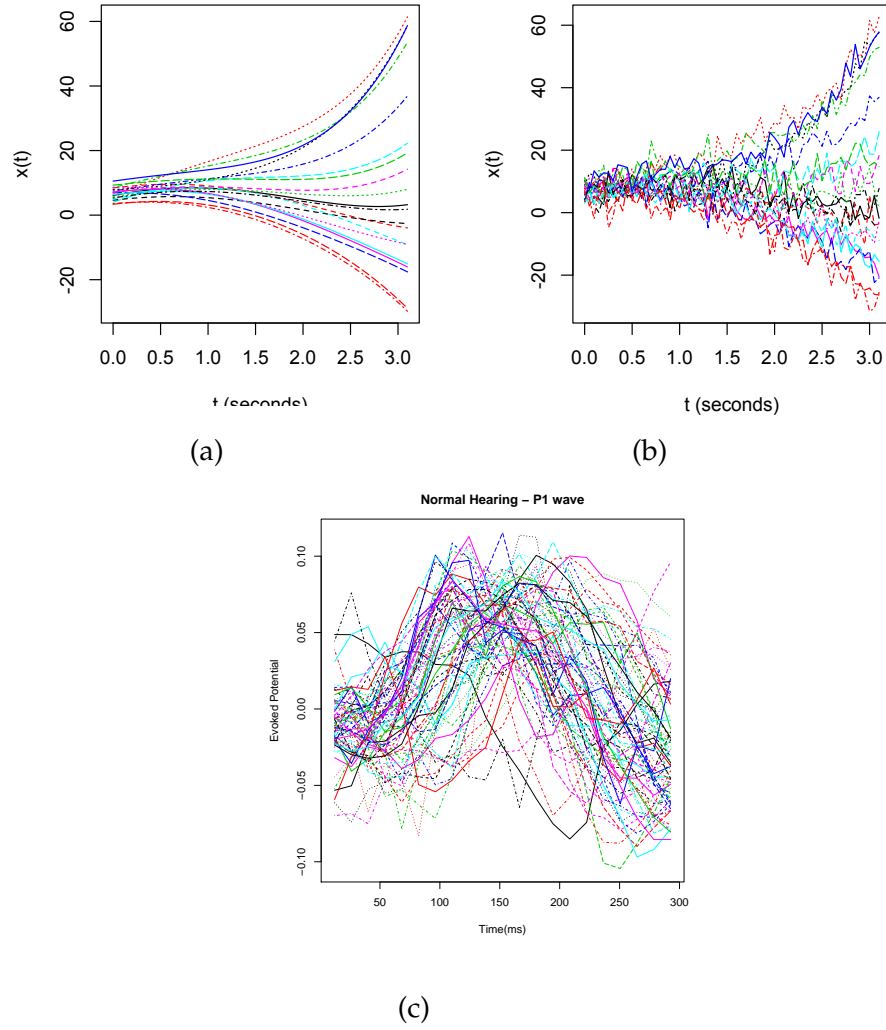 60
40
20
0
-20
x(t)
0.0 0.5 1.0 1.5 2.0 2.5 3.0
t (seconds)
(a)
60
40
20
0
-20
x(t)
0.0 0.5 1.0 1.5 2.0 2.5 3.0
t (seconds)
(b)
Normal Hearing – P1 wave
0.10
0.05
0.00
−0.05
−0.10
Evoked Potential
50 100 150 200 250 300
Time(ms)
(c)